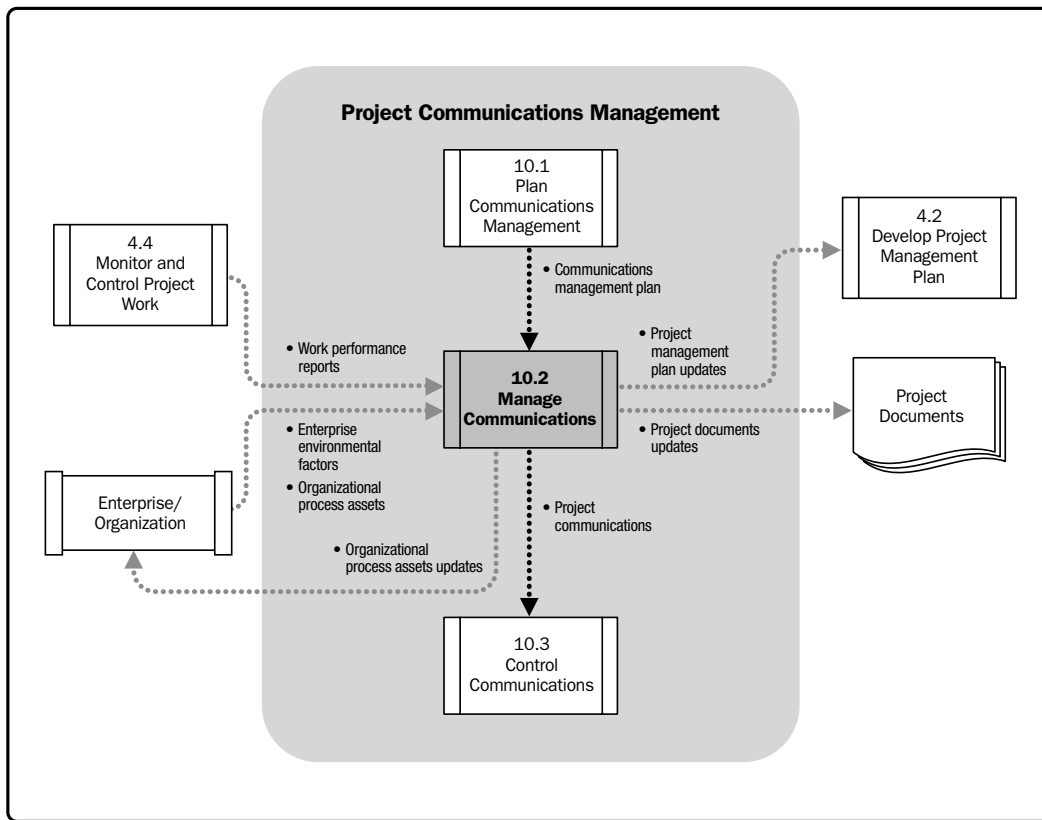 Project Communications Management
10.1
Plan
Communications
Management
4.2
Develop Project
Management
Plan
4.4
Monitor and
Control Project
Work
• Communications
management plan
• Work performance
reports
• Project
management
plan updates
10.2
Manage
Communications
Project
Documents
• Enterprise
environmental
factors
• Organizational
process assets
• Project documents
updates
Enterprise/
Organization
• Project
communications
• Organizational
process assets updates
10.3
Control
Communications